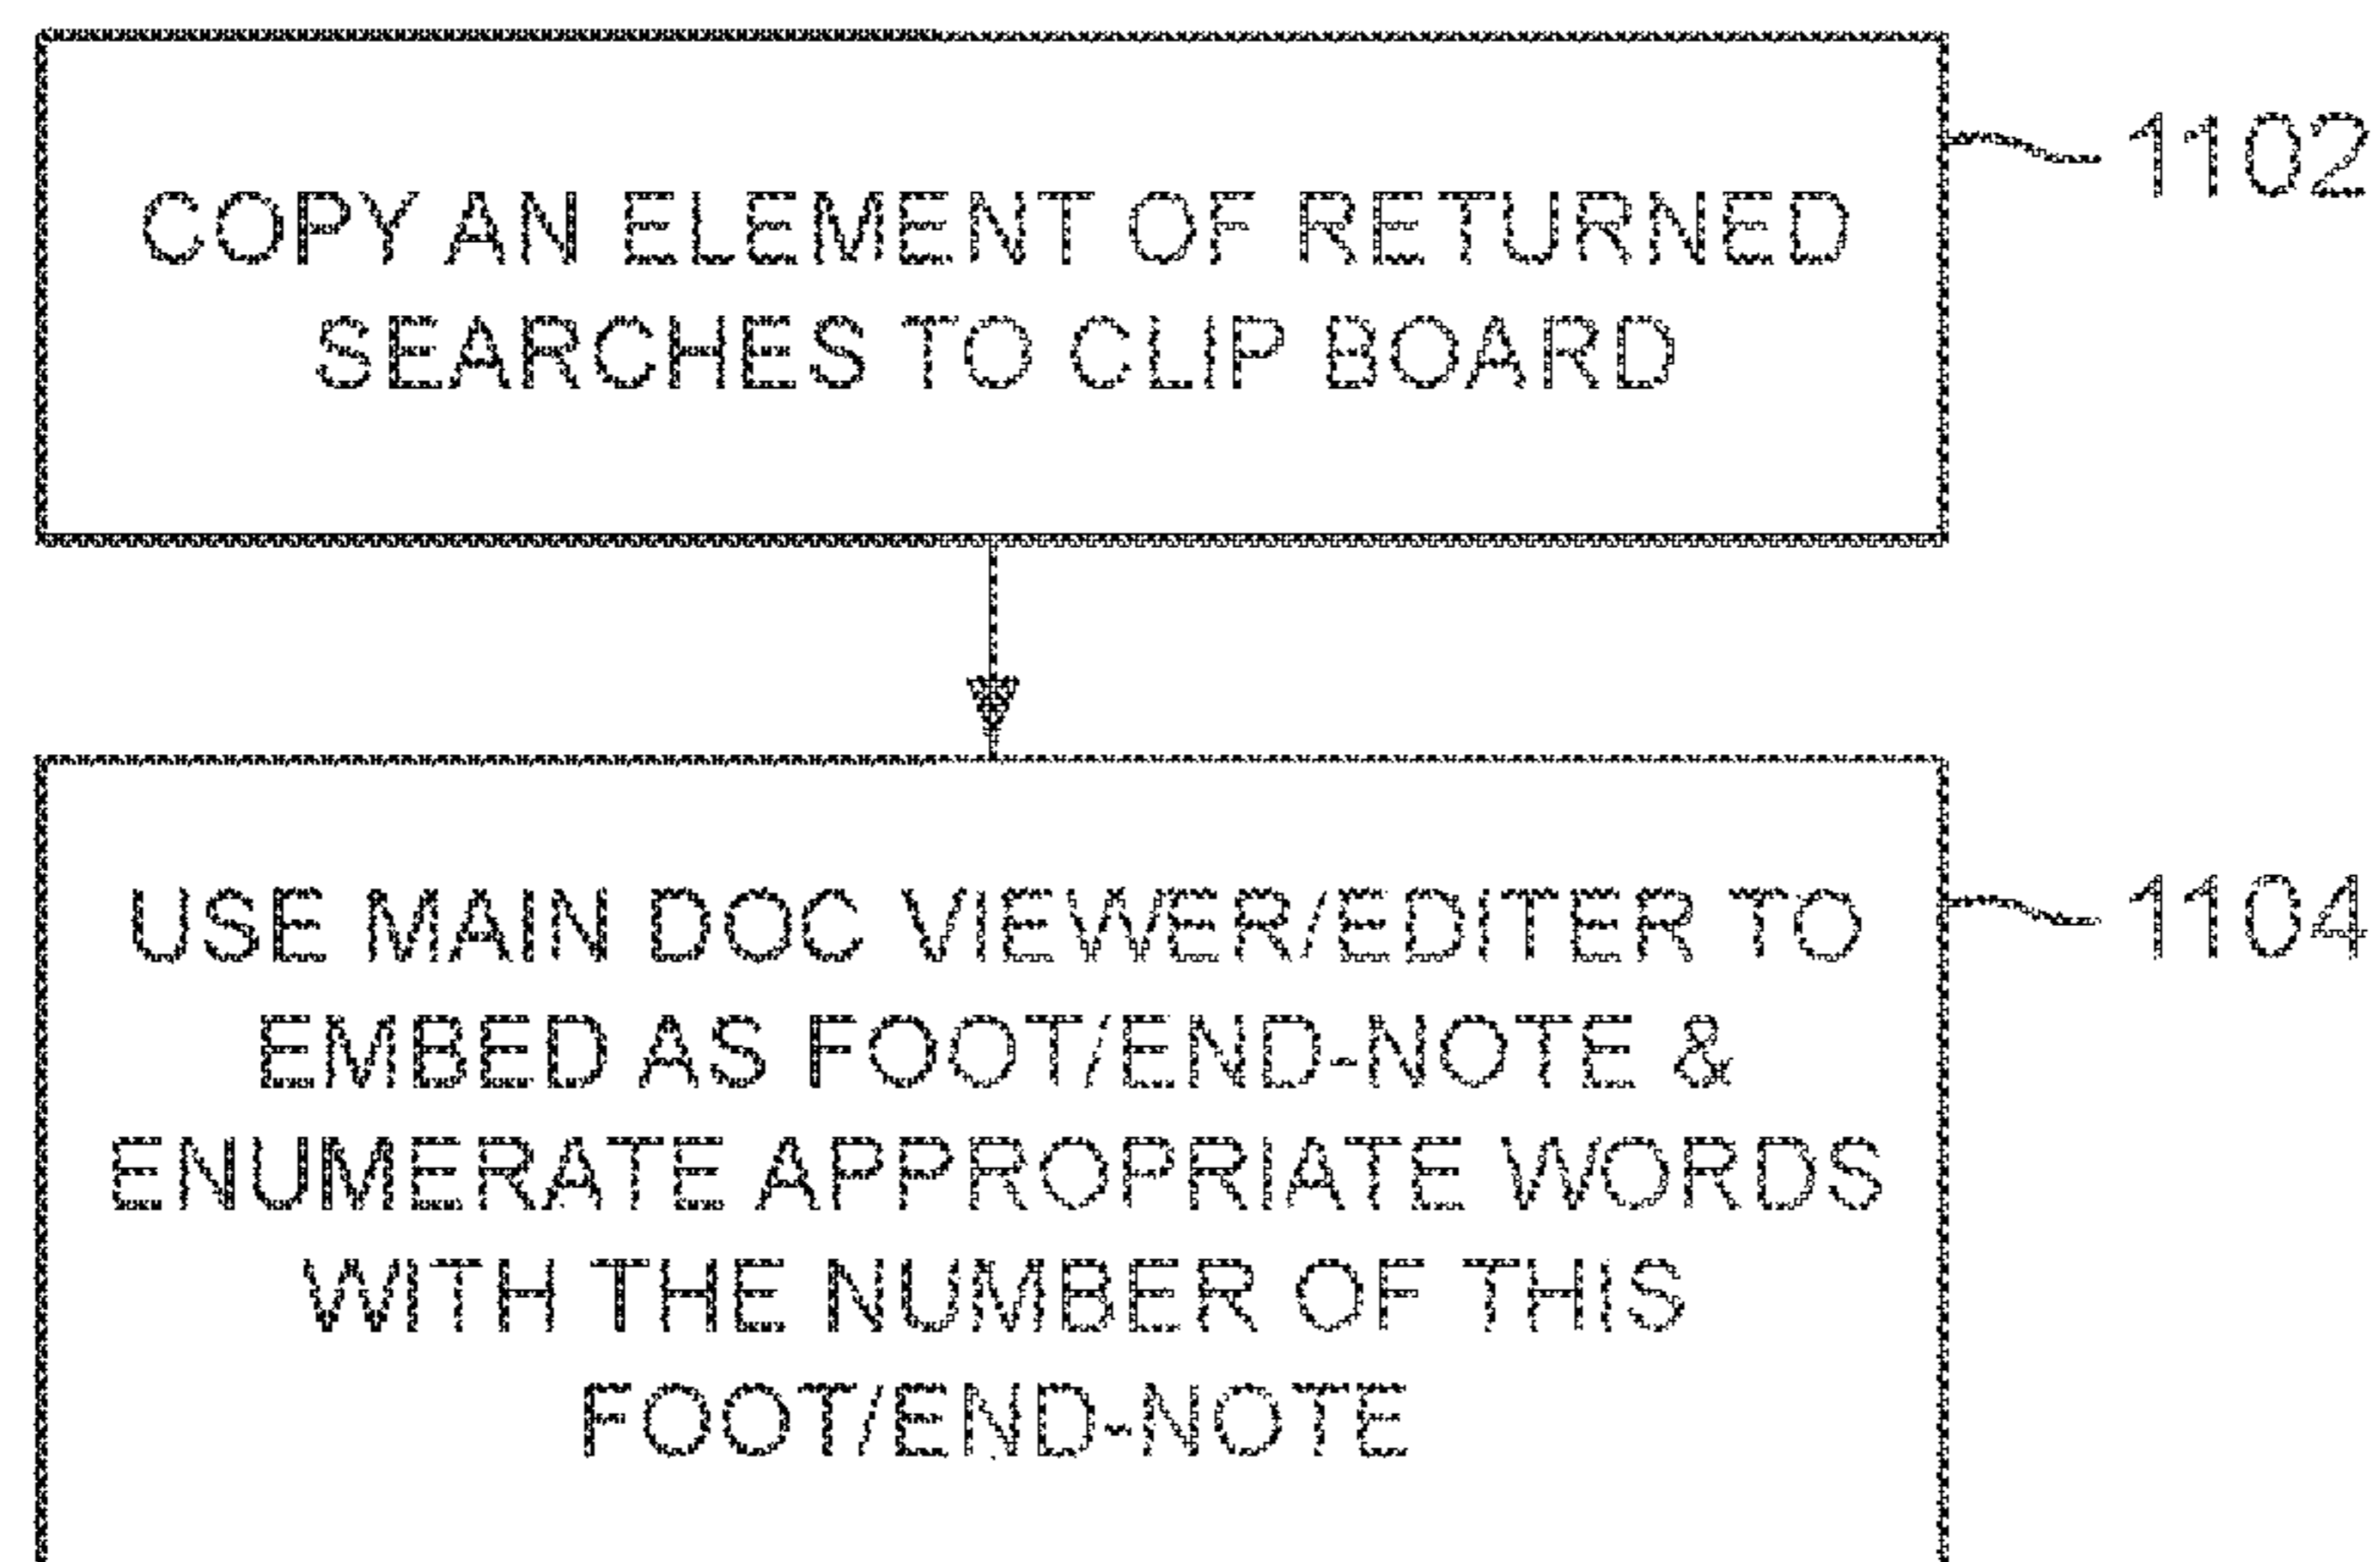 COPY AN ELEMENT OF RETURNED
SEARCHES TO CLIP BOARD
1102
USE MAIN DOC VIEWER/EDITER TO
EMBED AS FOOT/END-NOTE &
ENUMERATE APPROPRIATE WORDS
WITH THE NUMBER OF THIS
FOOT/END-NOTE
1104